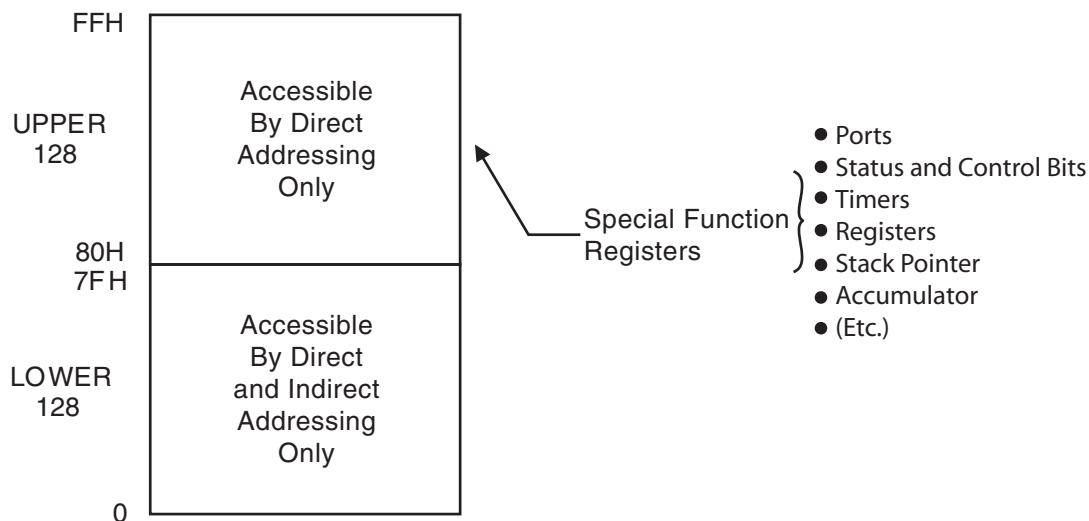 FFH
UPPER
128
80H
7FH
LOWER
128
0
Accessible
By Direct
Addressing
Only
Accessible
By Direct
and Indirect
Addressing
Only
Special Function
Registers
● Ports
● Status and Control Bits
● Timers
● Registers
● Stack Pointer
● Accumulator
● (Etc.)